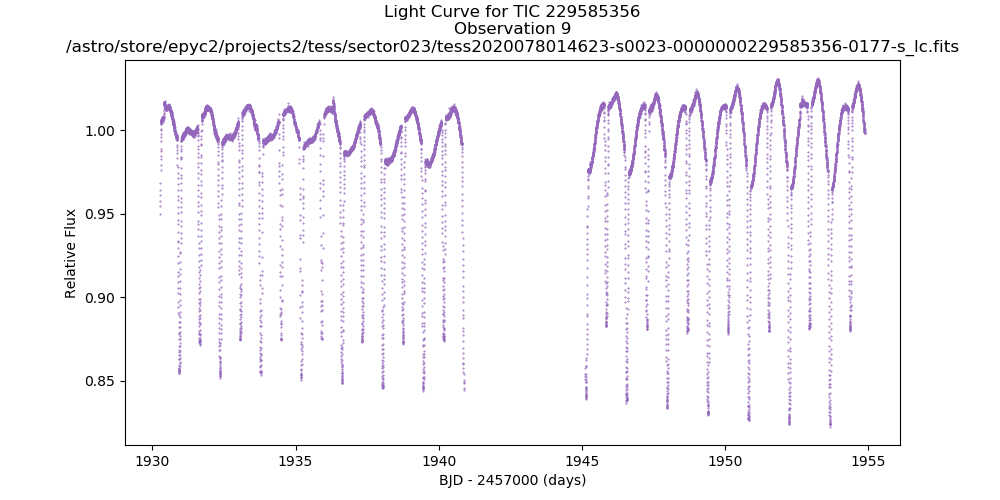 Light Curve for TIC 229585356
Observation 9
/astro/store/epyc2/projects2/tess/sector023/tess2020078014623-s0023-0000000229585356-0177-s_lc.fits
1.00
0.95
0.90
0.85
Relative Flux
1930
1935
1940
1945
1950
1955
BJD - 2457000 (days)